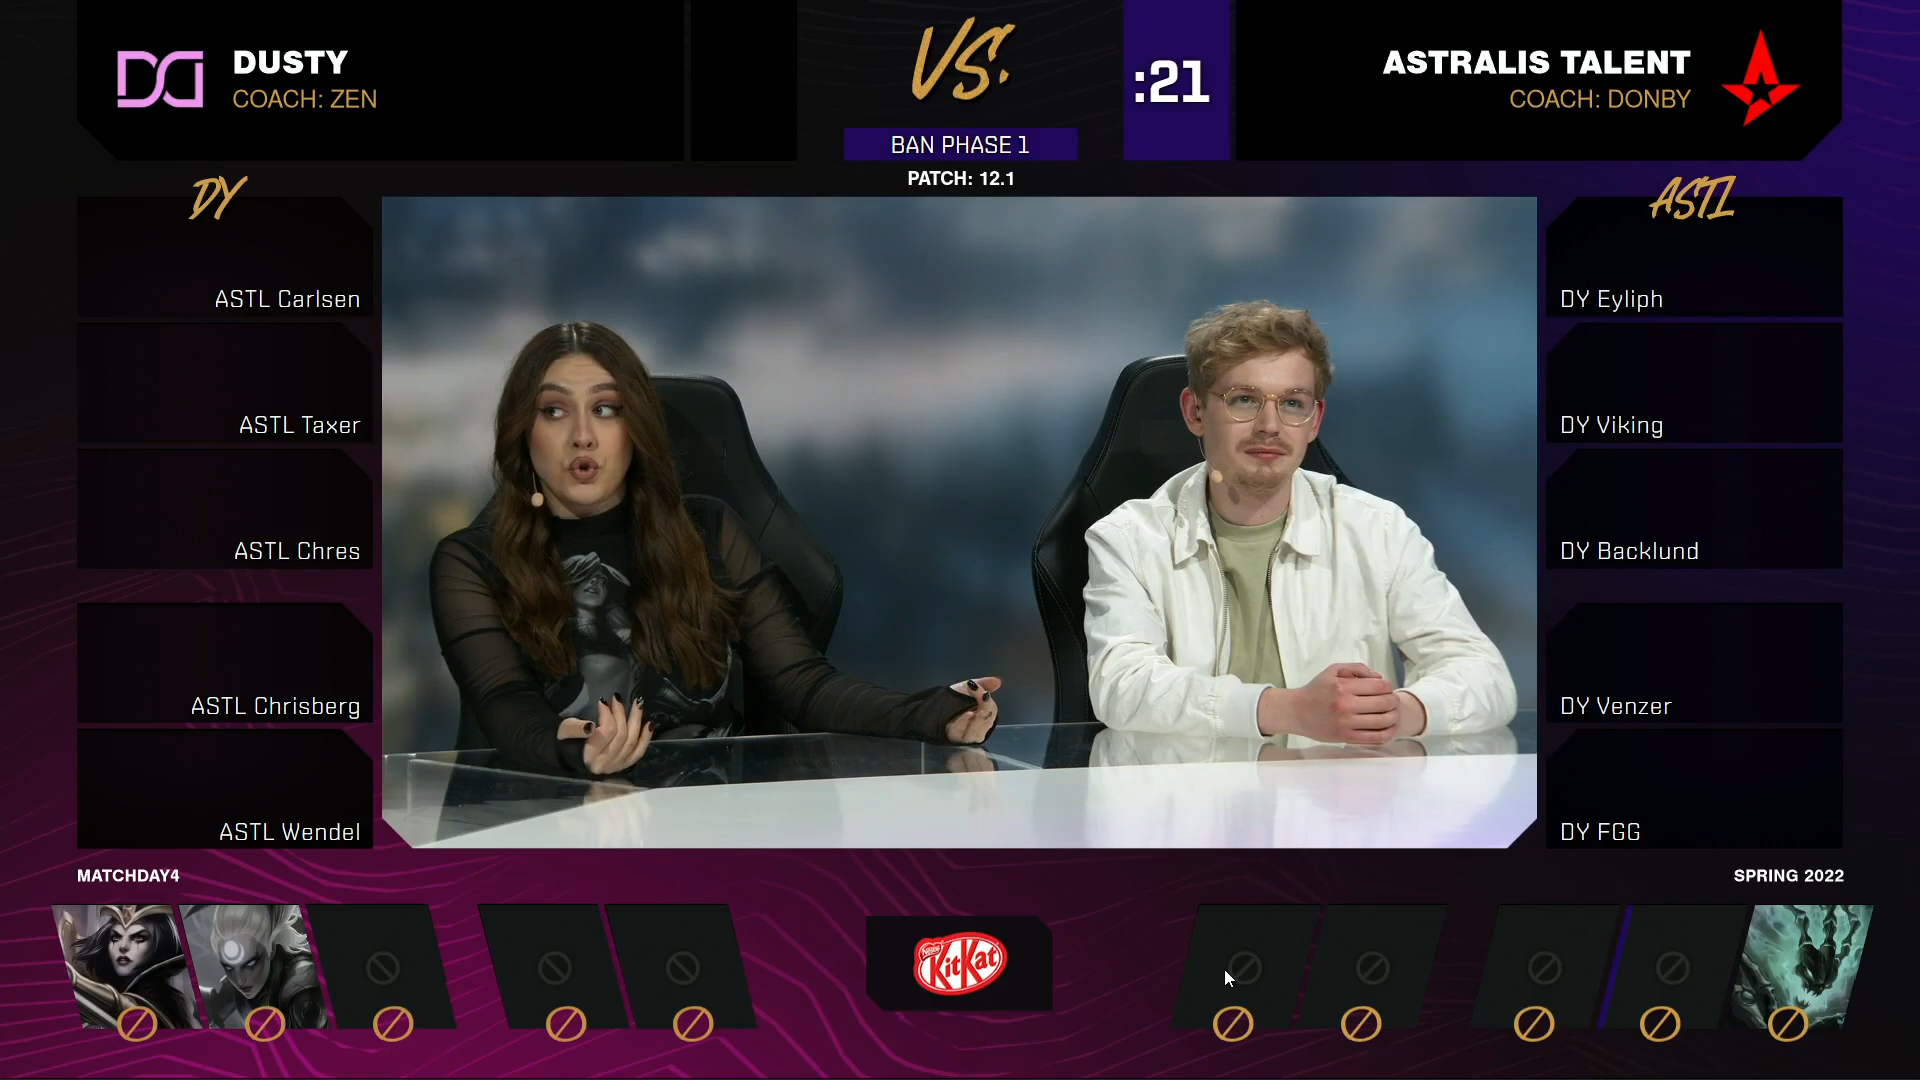 DUSTY
COACH: ZEN
VS.
BAN PHASE 1
PATCH: 12.1
:21
ASTRALIS TALENT
COACH: DONBY
DY
ASTL Carlsen
ASTL Taxer
ASTL Chres
ASTL Chrisberg
ASTL Wendel
ASTL
DY Eyliph
DY Viking
DY Backlund
DY Venzer
DY FGG
MATCHDAY4
SPRING 2022
Nestle
KitKat